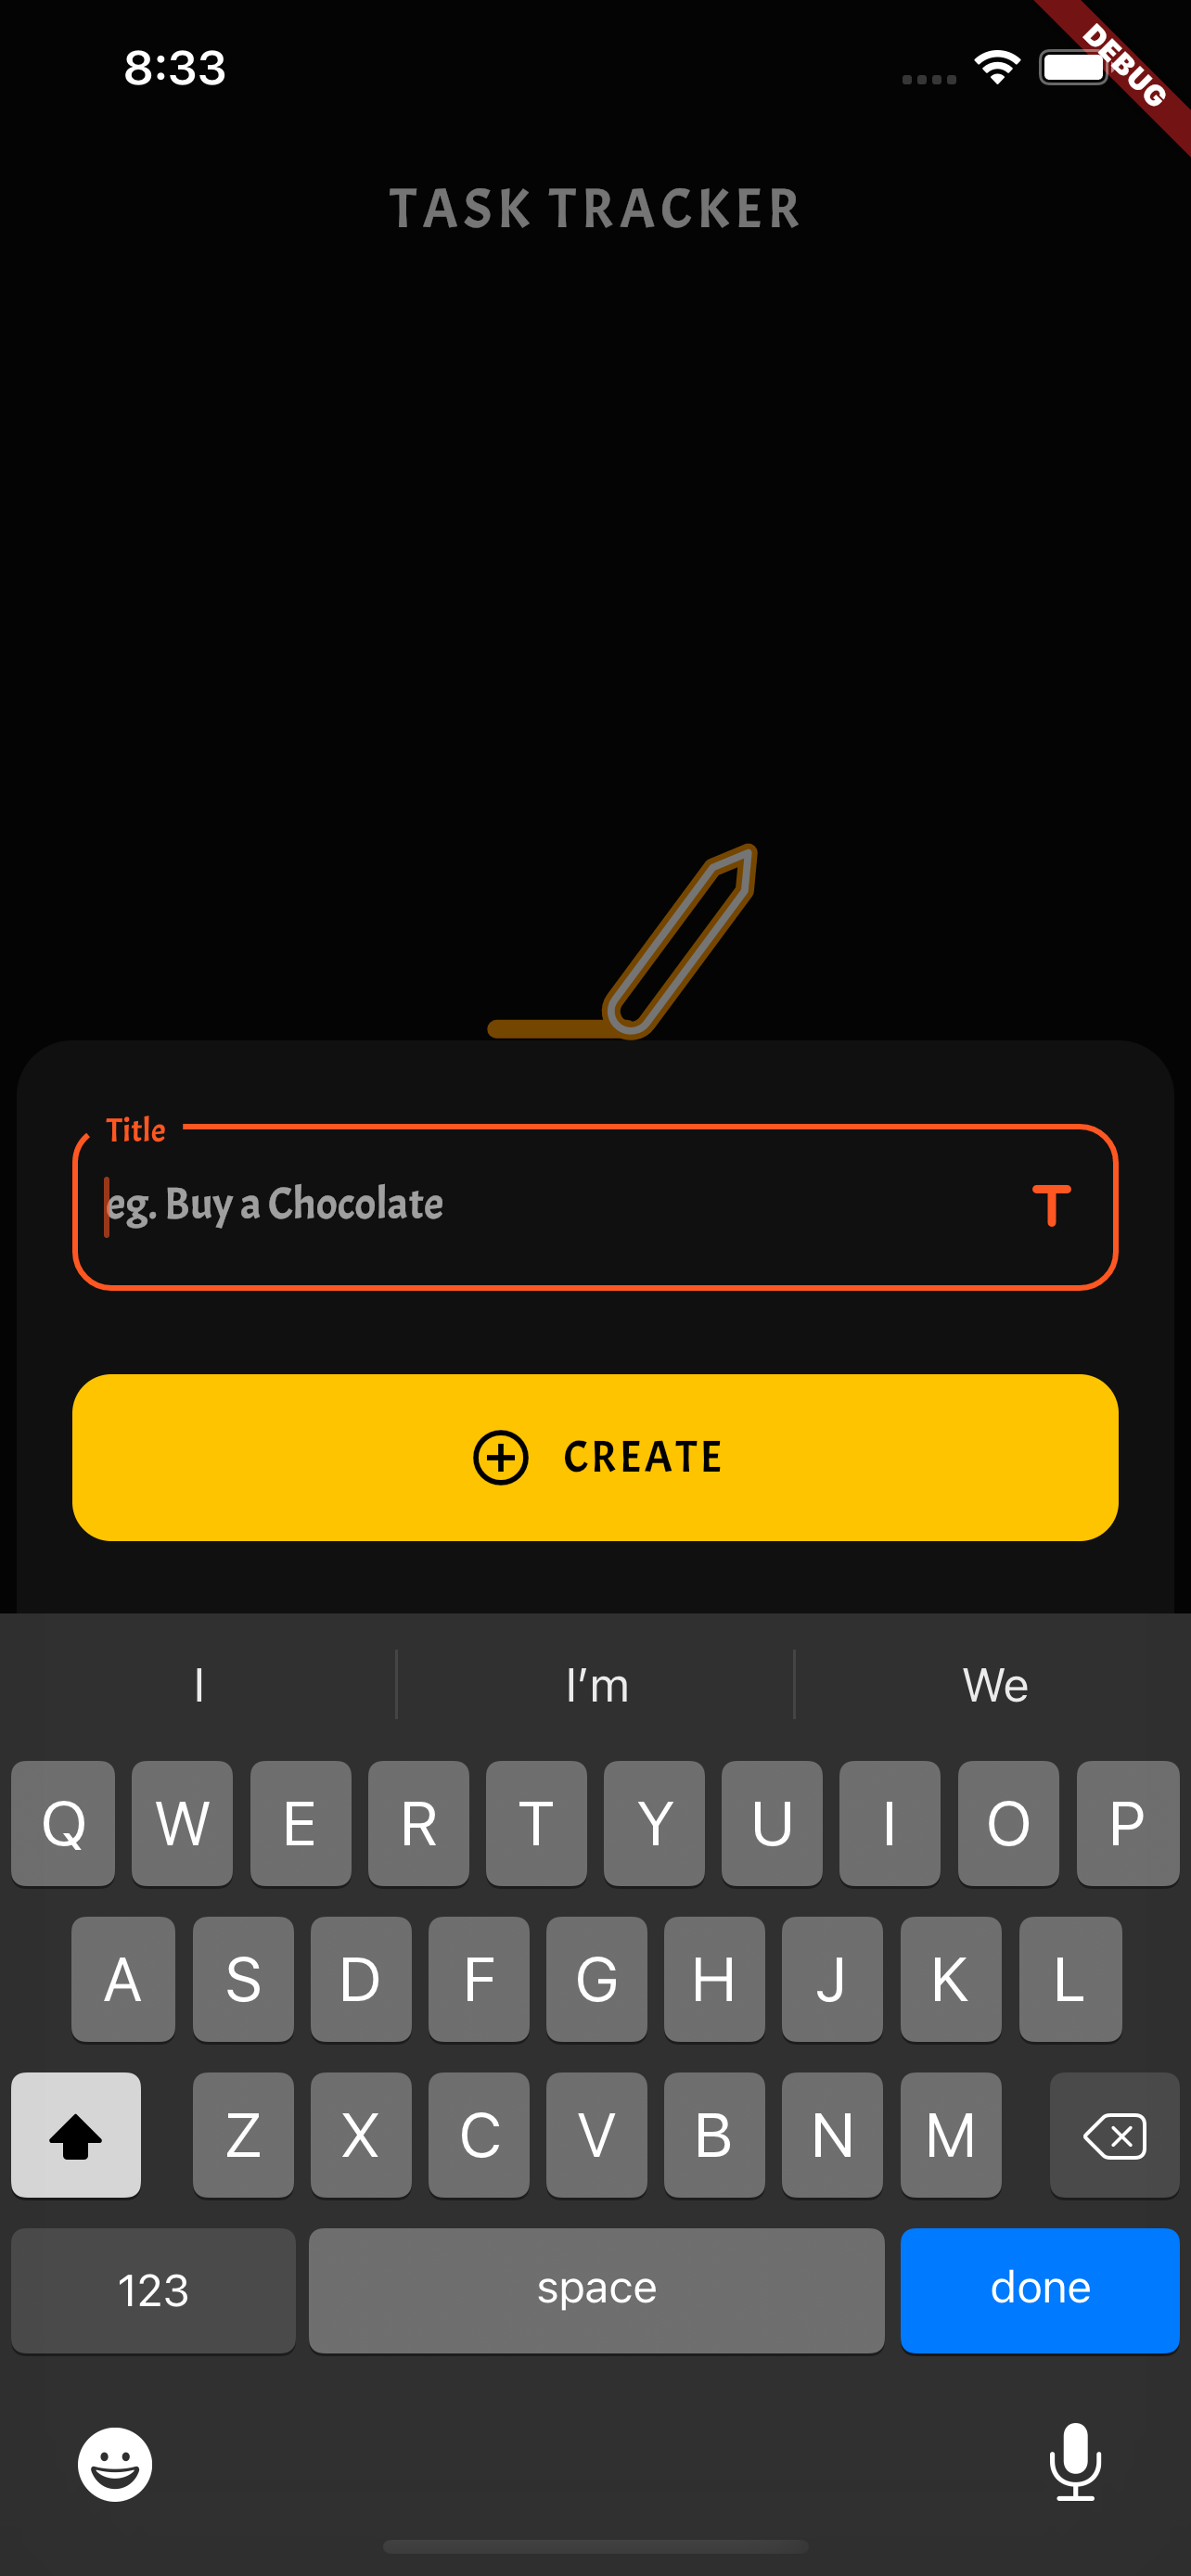 8:33
DEBUG
TASK TRACKER
Title
eg. Buy a Chocolate
T
CREATE
I I’m We
Q W E R T Y U I O P
A S D F G H J K L
Z X C V B N M
123 space done